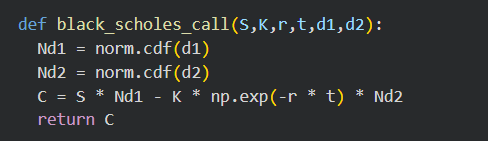 def black_scholes_call(S,K,r,t,d1,d2):
    Nd1 = norm.cdf(d1)
    Nd2 = norm.cdf(d2)
    C = S * Nd1 - K * np.exp(-r * t) * Nd2
    return C